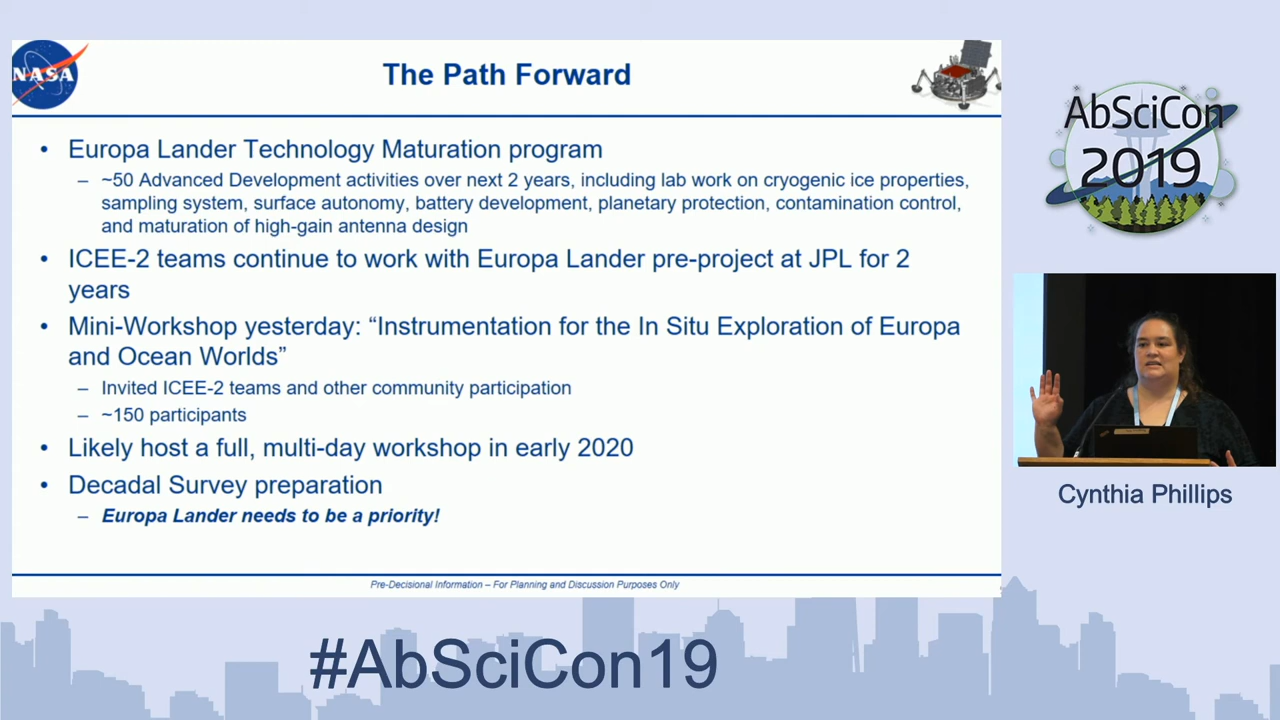 NASA
The Path Forward
• Europa Lander Technology Maturation program
– ~50 Advanced Development activities over next 2 years, including lab work on cryogenic ice properties,
sampling system, surface autonomy, battery development, planetary protection, contamination control,
and maturation of high-gain antenna design
• ICEE-2 teams continue to work with Europa Lander pre-project at JPL for 2
years
• Mini-Workshop yesterday: “Instrumentation for the In Situ Exploration of Europa
and Ocean Worlds”
– Invited ICEE-2 teams and other community participation
– ~150 participants
• Likely host a full, multi-day workshop in early 2020
• Decadal Survey preparation
– Europa Lander needs to be a priority!
Pre-Decisional Information – For Planning and Discussion Purposes Only
AbSciCon
2019
Cynthia Phillips
#AbSciCon19